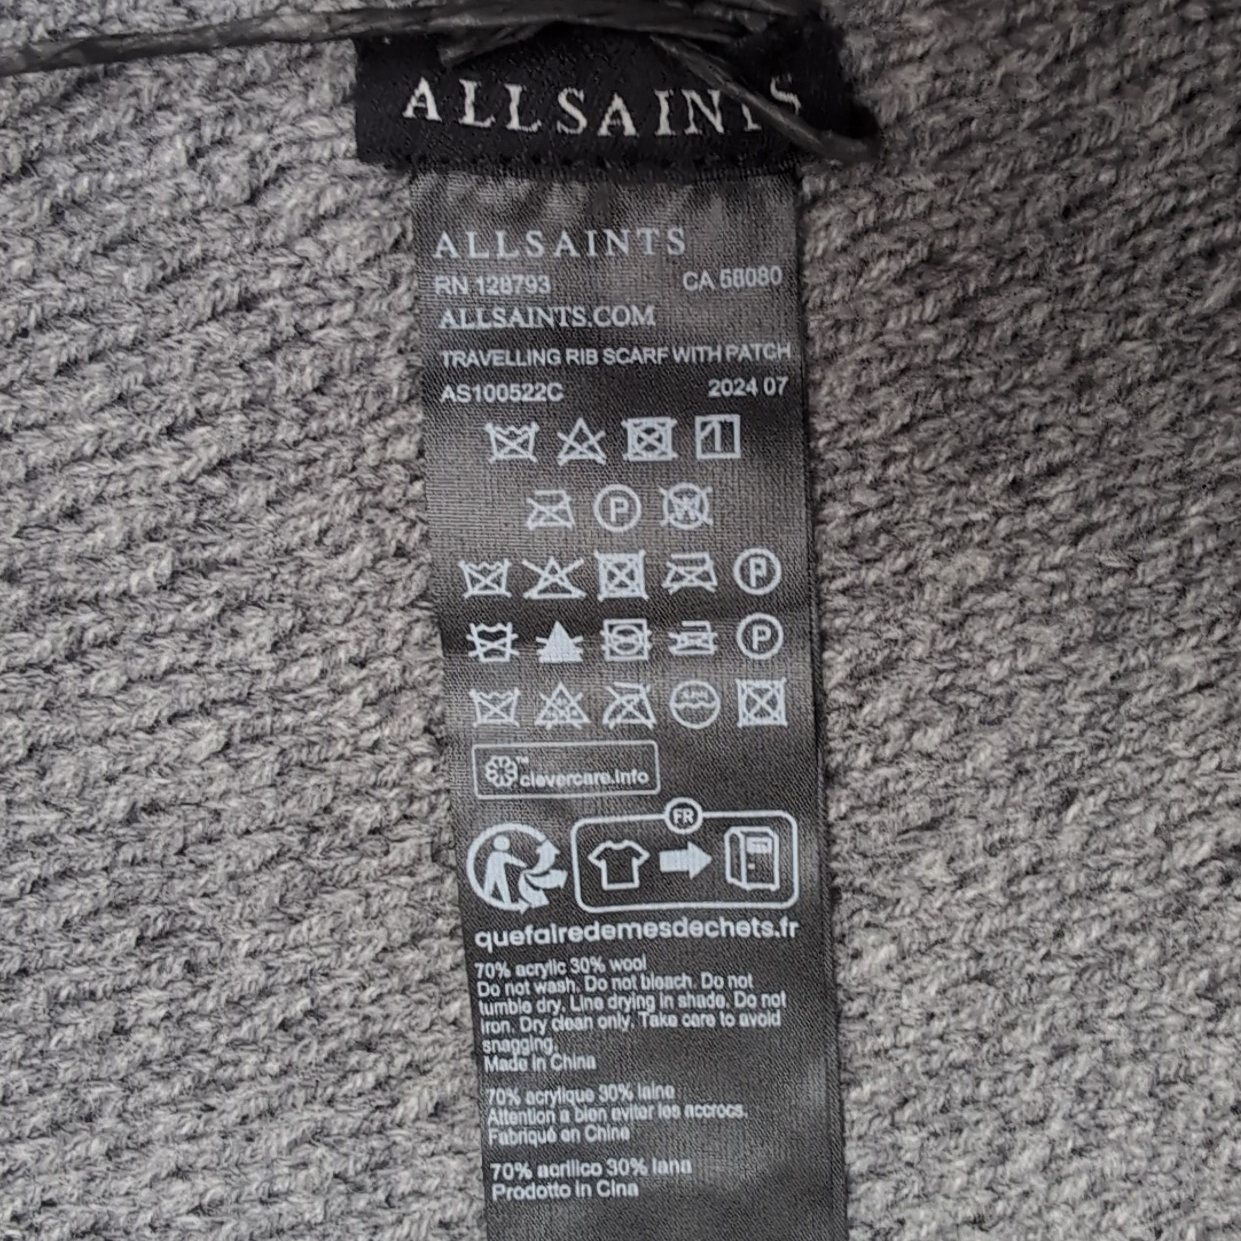 ALLSAINTS
ALLSAINTS
RN 128793 CA 58080
ALLSAINTS.COM
TRAVELLING RIB SCARF WITH PATCH
AS100522C 2024 07
P W
P
P
™ clevercare.info
FR
quefairedemesdechets.fr
70% acrylic 30% wool
Do not wash. Do not bleach. Do not
tumble dry. Line drying in shade. Do not
iron. Dry clean only. Take care to avoid
snagging.
Made in China
70% acrylique 30% laine
Attention a bien eviter les accrocs.
Fabriqué en Chine
70% acrilico 30% lana
Prodotto in Cina